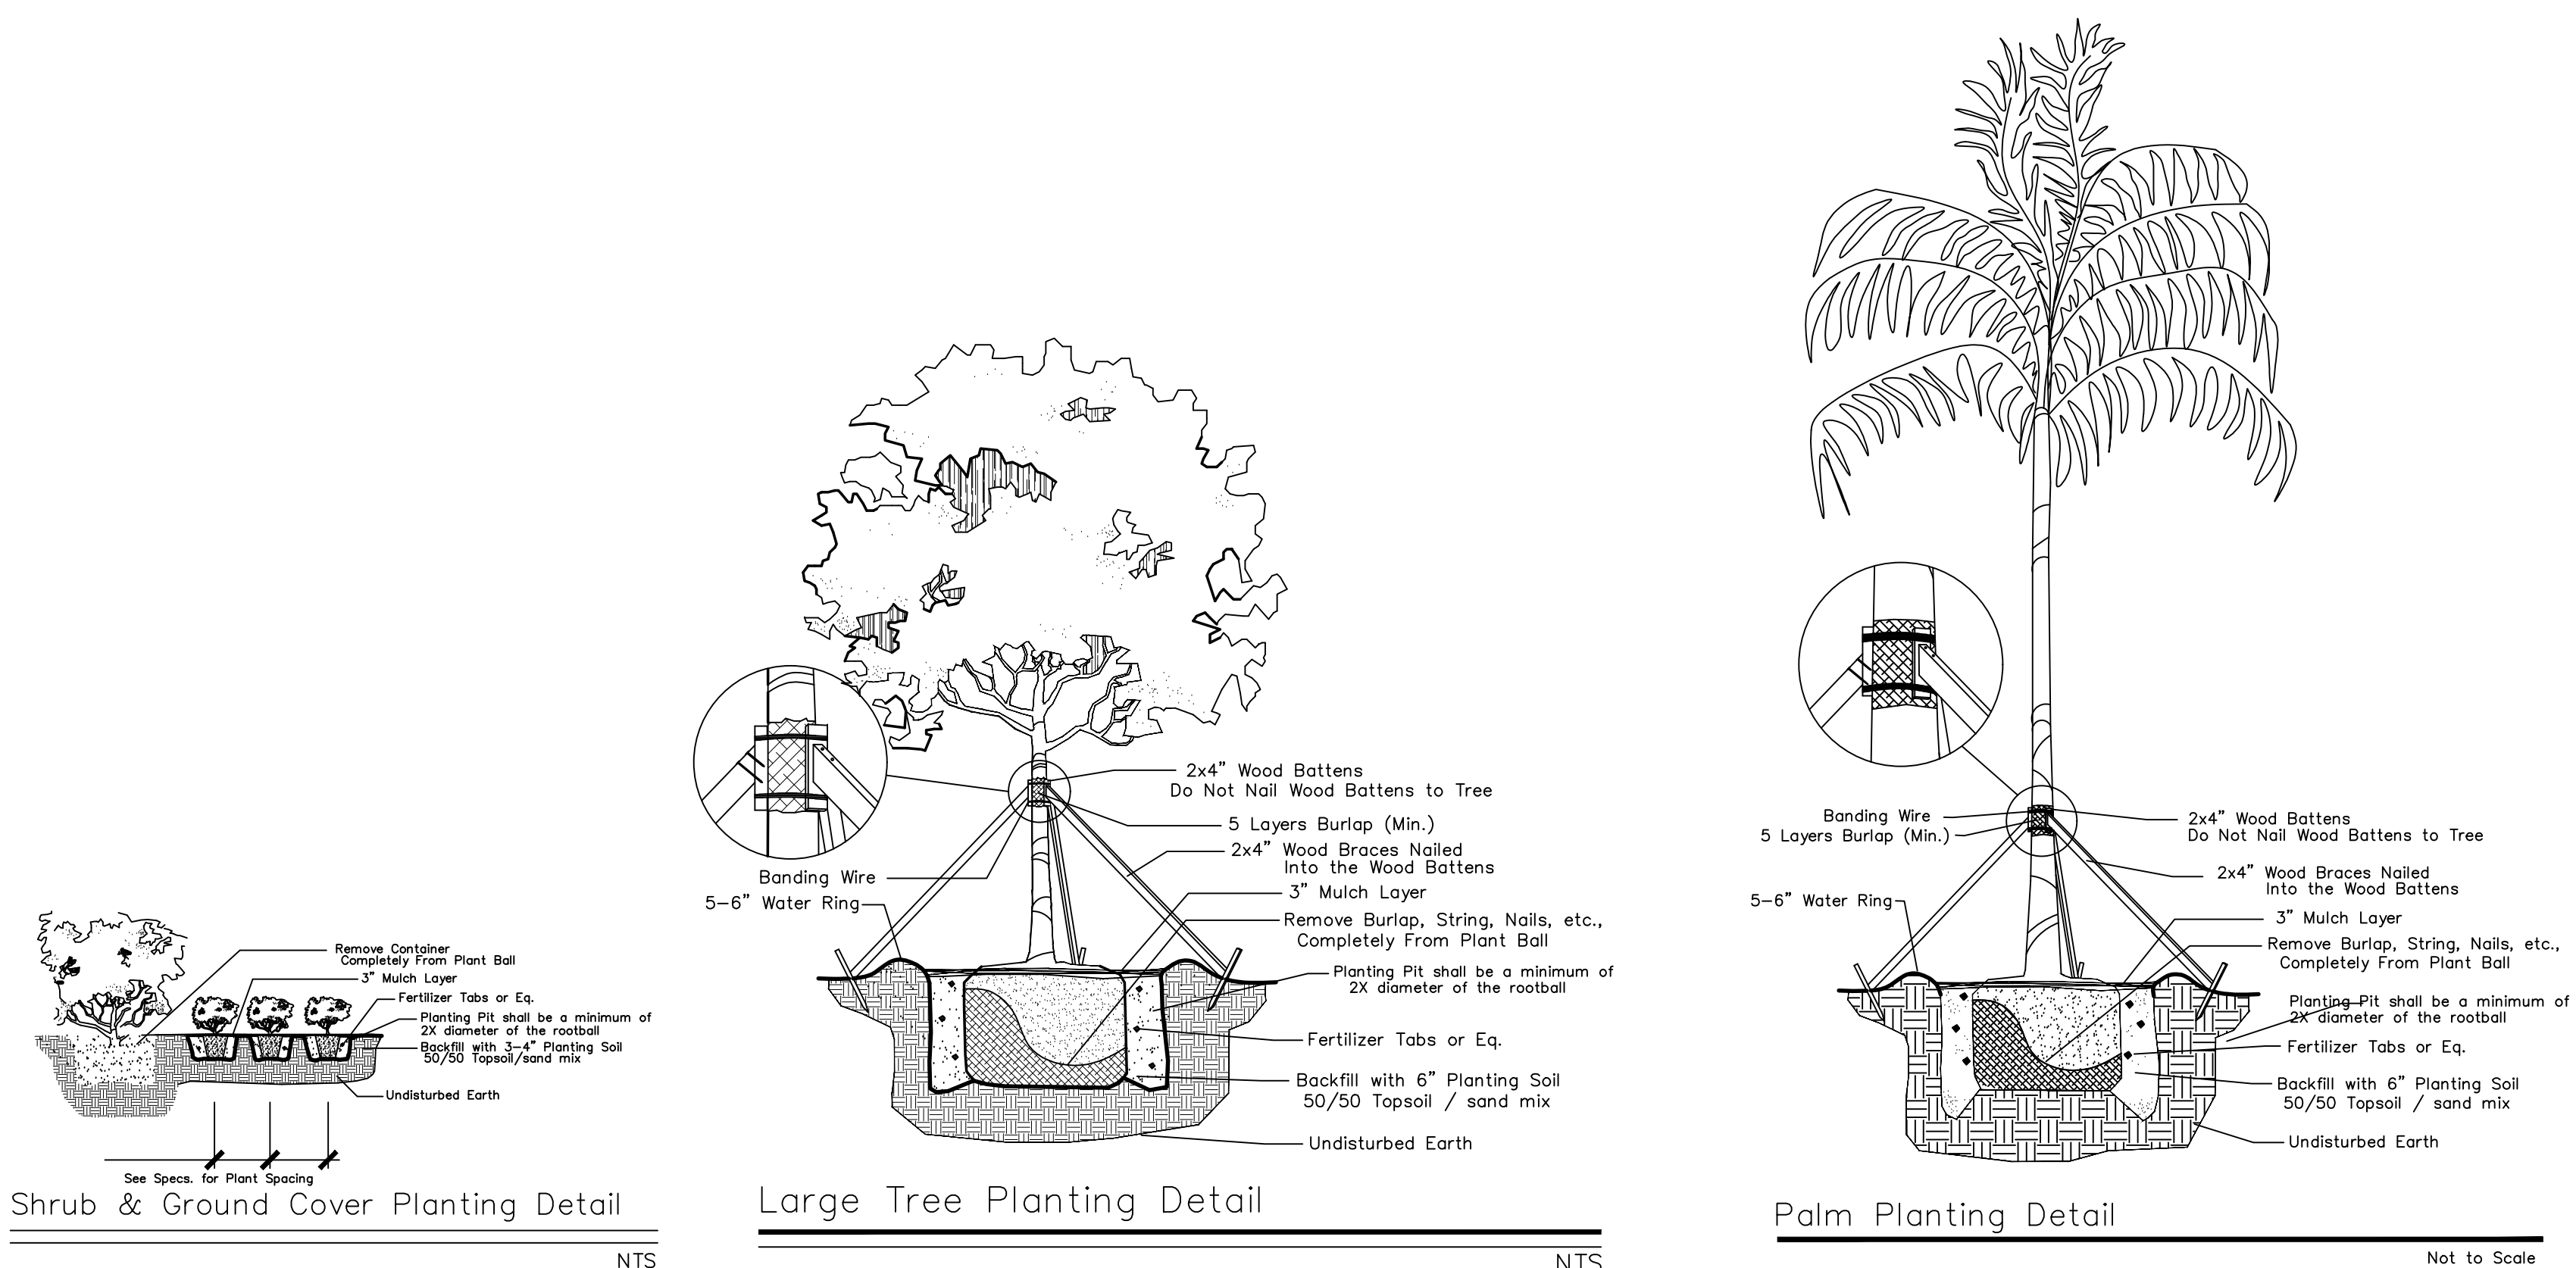 Remove Container
Completely From Plant Ball
3" Mulch Layer
Fertilizer Tabs or Eq.
Planting Pit shall be a minimum of
2X diameter of the rootball
Backfill with 3-4" Planting Soil
50/50 Topsoil/sand mix
Undisturbed Earth
See Specs. for Plant Spacing
Shrub & Ground Cover Planting Detail
NTS
2x4" Wood Battens
Do Not Nail Wood Battens to Tree
5 Layers Burlap (Min.)
2x4" Wood Braces Nailed
Into the Wood Battens
Banding Wire
5-6" Water Ring
3" Mulch Layer
Remove Burlap, String, Nails, etc.,
Completely From Plant Ball
Planting Pit shall be a minimum of
2X diameter of the rootball
Fertilizer Tabs or Eq.
Backfill with 6" Planting Soil
50/50 Topsoil / sand mix
Undisturbed Earth
Large Tree Planting Detail
NTS
Banding Wire
5 Layers Burlap (Min.)
2x4" Wood Battens
Do Not Nail Wood Battens to Tree
2x4" Wood Braces Nailed
Into the Wood Battens
5-6" Water Ring
3" Mulch Layer
Remove Burlap, String, Nails, etc.,
Completely From Plant Ball
Planting Pit shall be a minimum of
2X diameter of the rootball
Fertilizer Tabs or Eq.
Backfill with 6" Planting Soil
50/50 Topsoil / sand mix
Undisturbed Earth
Palm Planting Detail
Not to Scale